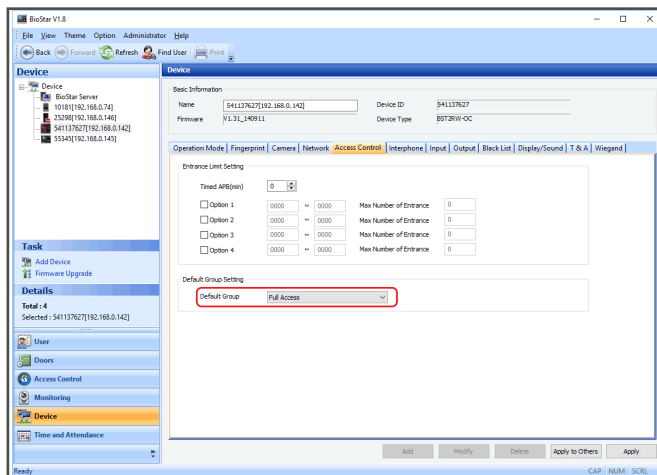 BioStar V1.8
File View Theme Option Administrator Help
Back Forward Refresh Find User Print
Device
Device
BioStar Server
10181[192.168.0.74]
25298[192.168.0.146]
541137627[192.168.0.142]
55345[192.168.0.145]
Task
Add Device
Firmware Upgrade
Details
Total : 4
Selected : 541137627[192.168.0.142]
User
Doors
Access Control
Monitoring
Device
Time and Attendance
Device
Basic Information
Name 541137627[192.168.0.142] Device ID 541137627
Firmware V1.31_140911 Device Type BST2RW-OC
Operation Mode Fingerprint Camera Network Access Control Interphone Input Output Black List Display/Sound T & A Wiegand
Entrance Limit Setting
Timed APB(min) 0
Option 1 0000 ~ 0000 Max Number of Entrance 0
Option 2 0000 ~ 0000 Max Number of Entrance 0
Option 3 0000 ~ 0000 Max Number of Entrance 0
Option 4 0000 ~ 0000 Max Number of Entrance 0
Default Group Setting
Default Group Full Access
Add Modify Delete Apply to Others Apply
Ready CAP NUM SCRL